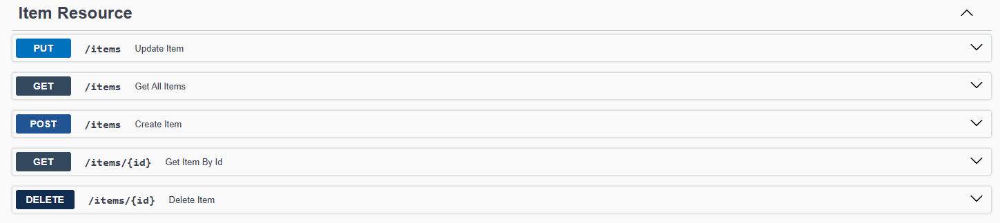 Item Resource
PUT /items Update Item
GET /items Get All Items
POST /items Create Item
GET /items/{id} Get Item By Id
DELETE /items/{id} Delete Item